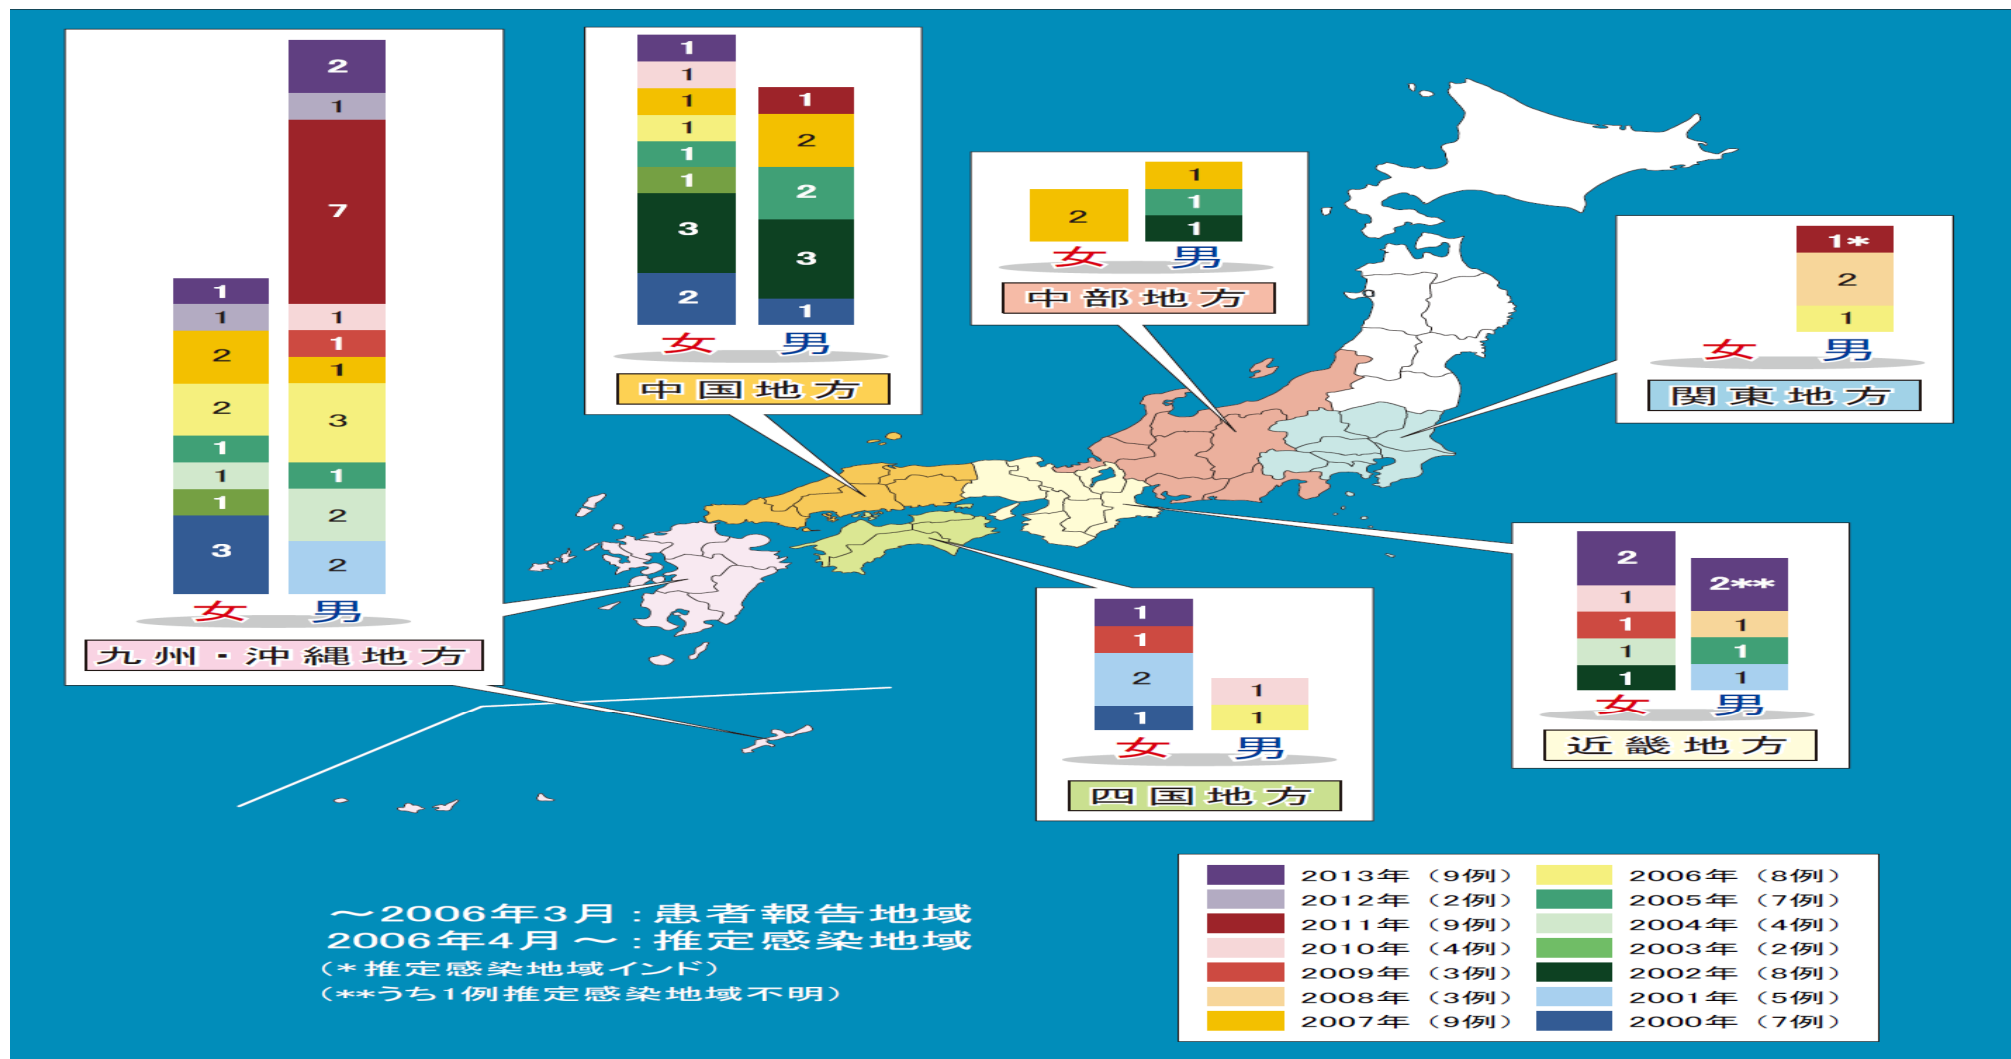 2
1
7
1
1
1
3
1
2
2
1
1
2
2
1
1
1
3
女 男
九州・沖縄地方
1
1
1
1
1
1
3
2
1
2
2
3
1
女 男
中国地方
2
1
1
1
女 男
中部地方
1*
2
1
女 男
関東地方
2
1
1
1
1
2**
1
1
1
女 男
近畿地方
1
1
2
1
1
1
女 男
四国地方
～2006年3月：患者報告地域
2006年4月～：推定感染地域
（*推定感染地域インド）
（**うち1例推定感染地域不明）
2013年（9例） 2006年（8例）
2012年（2例） 2005年（7例）
2011年（9例） 2004年（4例）
2010年（4例） 2003年（2例）
2009年（3例） 2002年（8例）
2008年（3例） 2001年（5例）
2007年（9例） 2000年（7例）